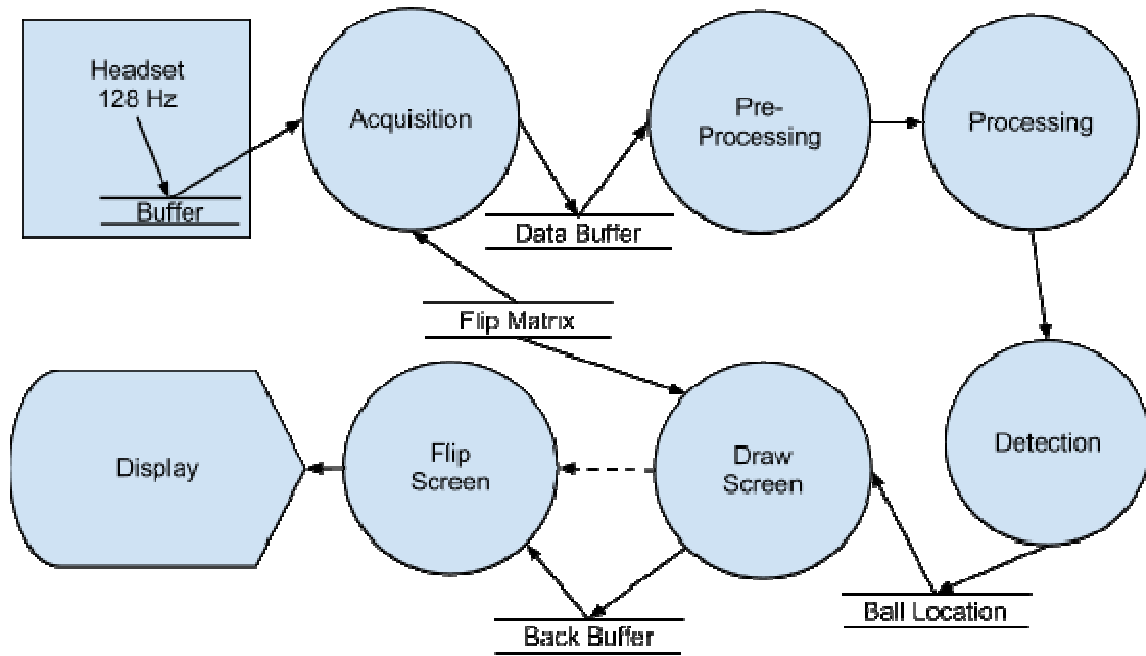 Headset
128 Hz
Buffer
Acquisition
Data Buffer
Pre-
Processing
Processing
Flip Matrix
Display
Flip
Screen
Draw
Screen
Detection
Back Buffer
Ball Location